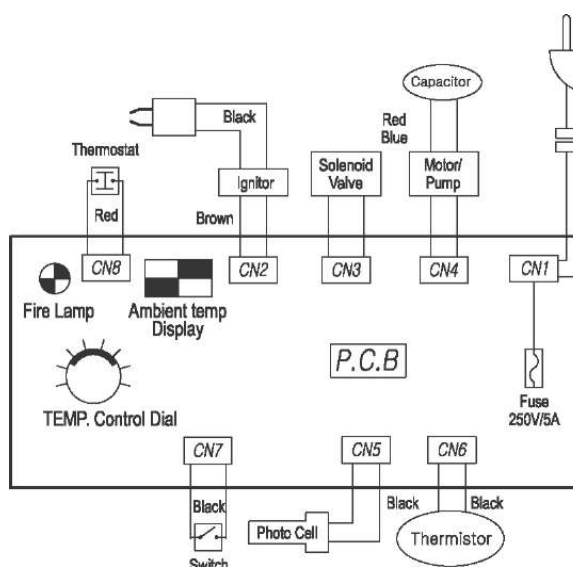 Capacitor
Black
Red
Blue
Thermostat
Ignitor
Solenoid
Valve
Motor/
Pump
Red
Brown
CN8
CN2
CN3
CN4
CN1
Fire Lamp
Ambient temp
Display
P.C.B
TEMP. Control Dial
Fuse
250V/5A
CN7
CN5
CN6
Black
Black
Black
Photo Cell
Thermistor
Switch